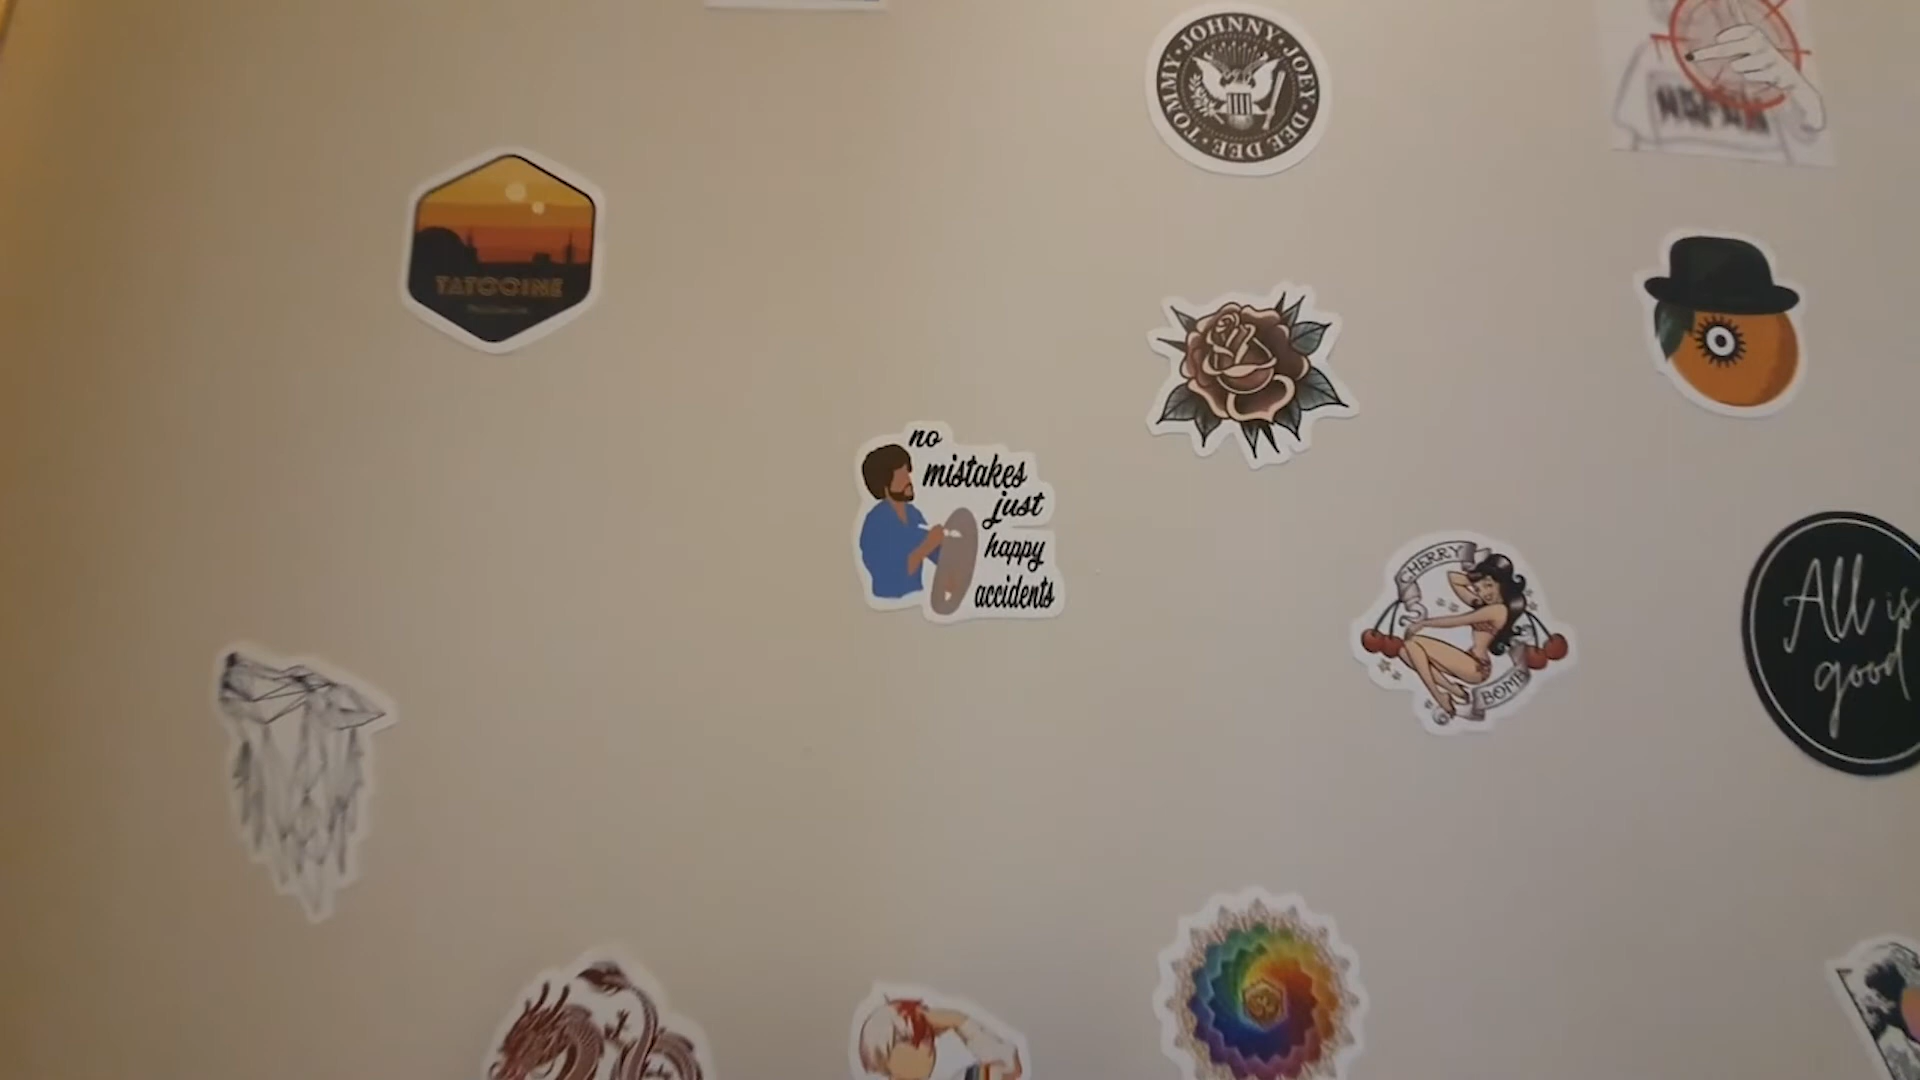 TOMMY · JOHNNY · JOEY · DEE DEE ·
TATOOINE
no
mistakes
just
happy
accidents
CHERRY
BOMB
All is
good